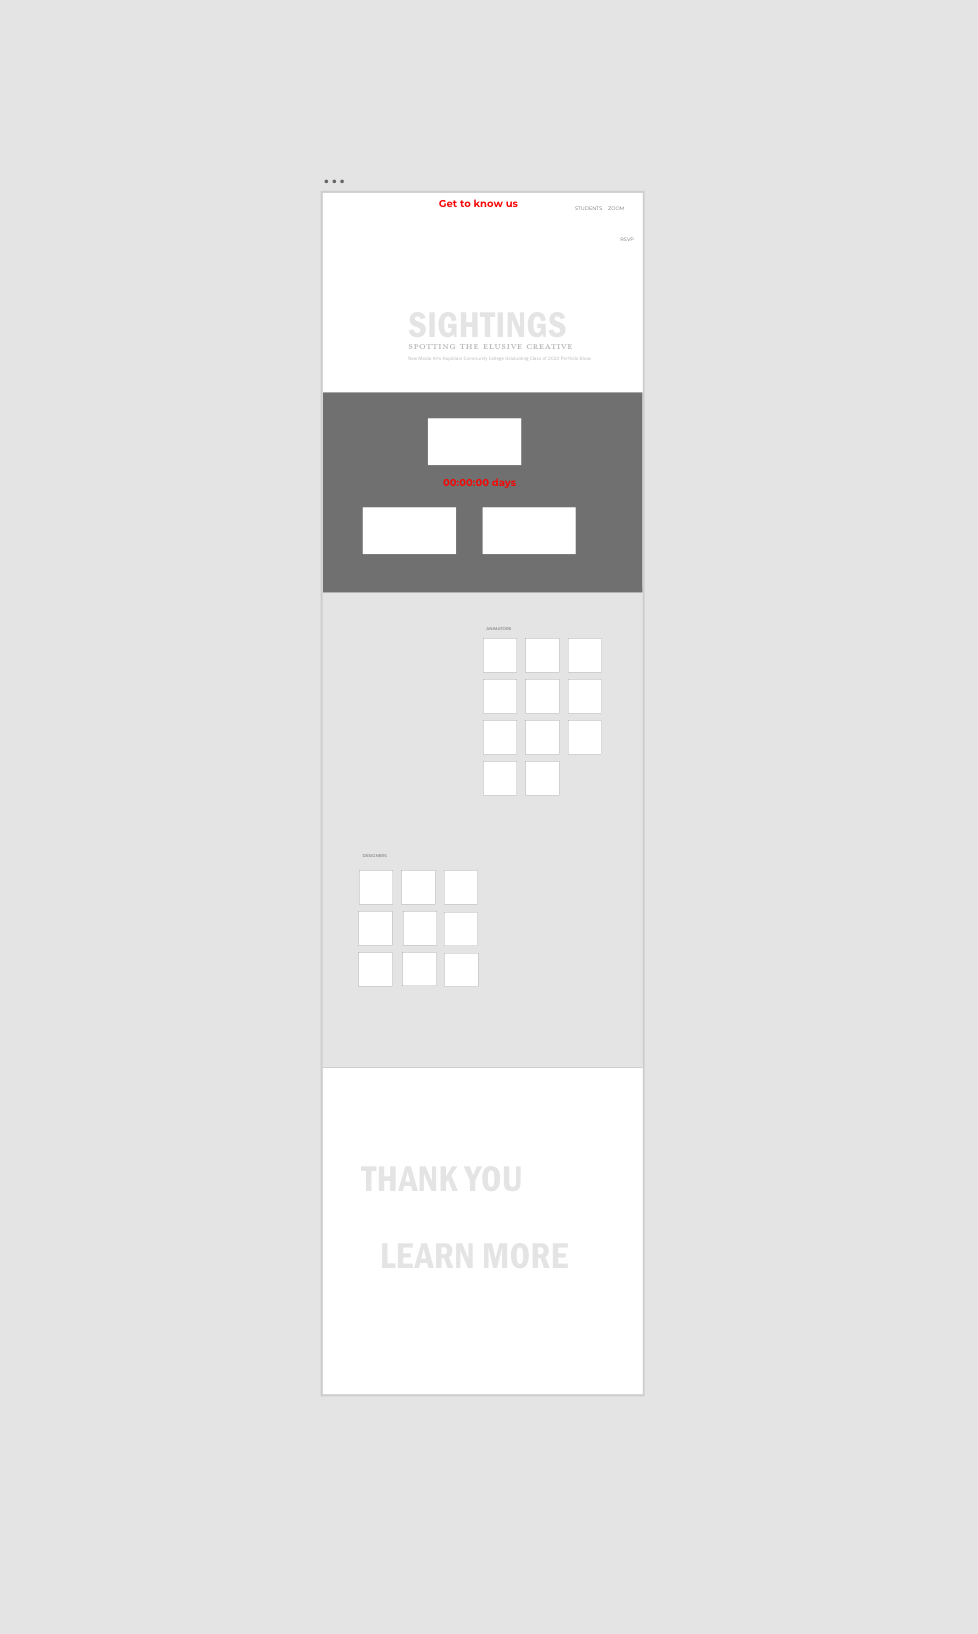 Get to know us
STUDENTS ZOOM
RSVP
SIGHTINGS
SPOTTING THE ELUSIVE CREATIVE
New Media Arts Kapiolani Community College Graduating Class of 2022 Portfolio Show
00:00:00 days
ANIMATORS
DESIGNERS
THANK YOU
LEARN MORE